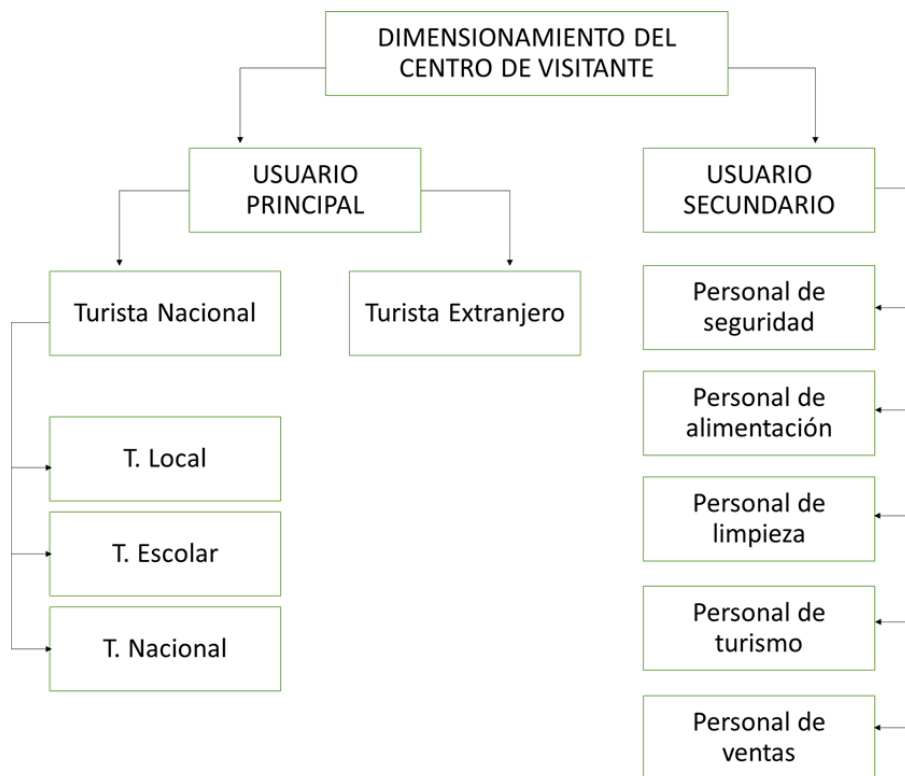 DIMENSIONAMIENTO DEL
CENTRO DE VISITANTE
USUARIO
PRINCIPAL
USUARIO
SECUNDARIO
Turista Nacional
Turista Extranjero
T. Local
T. Escolar
T. Nacional
Personal de
seguridad
Personal de
alimentación
Personal de
limpieza
Personal de
turismo
Personal de
ventas